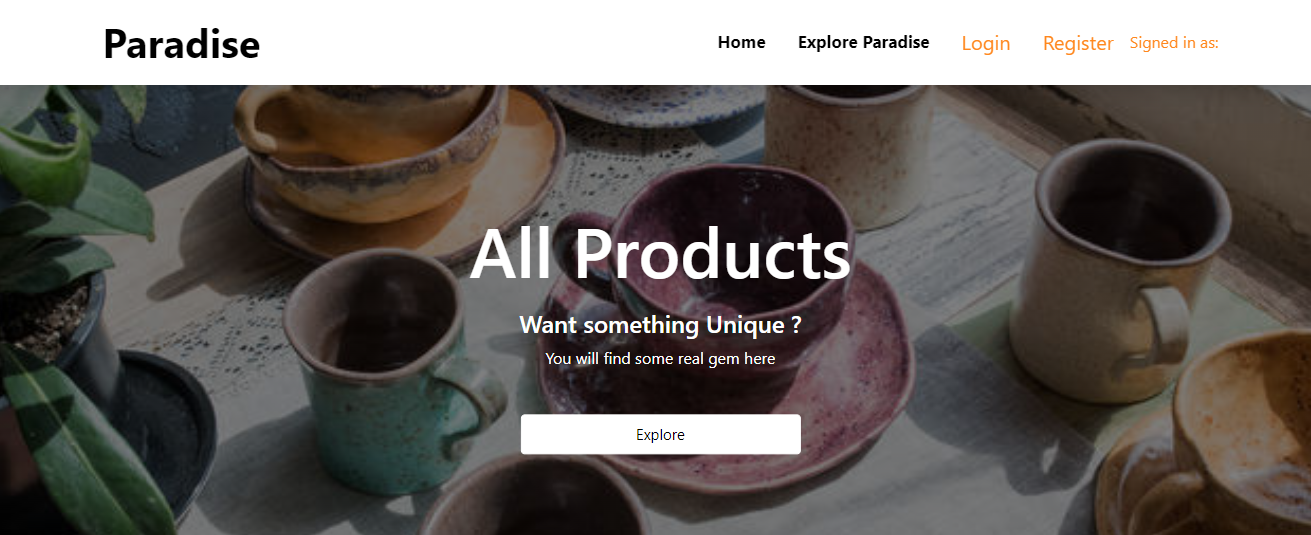 Paradise
Home Explore Paradise Login Register Signed in as:
All Products
Want something Unique ?
You will find some real gem here
Explore